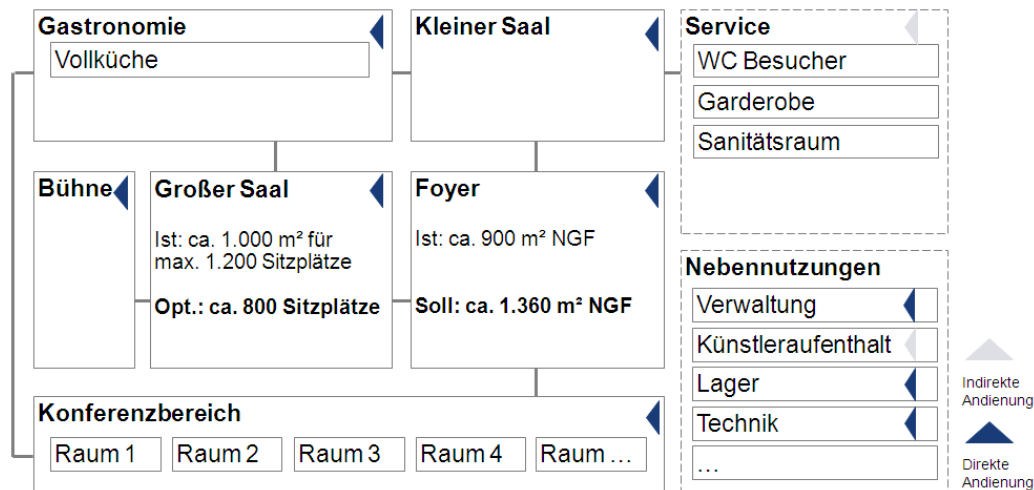 Gastronomie
Vollküche
Kleiner Saal
Service
WC Besucher
Garderobe
Sanitätsraum
Bühne
Großer Saal
Ist: ca. 1.000 m² für
max. 1.200 Sitzplätze
Opt.: ca. 800 Sitzplätze
Foyer
Ist: ca. 900 m² NGF
Soll: ca. 1.360 m² NGF
Nebennutzungen
Verwaltung
Künstleraufenthalt
Lager
Technik
...
Konferenzbereich
Raum 1
Raum 2
Raum 3
Raum 4
Raum ...
Indirekte
Andienung
Direkte
Andienung